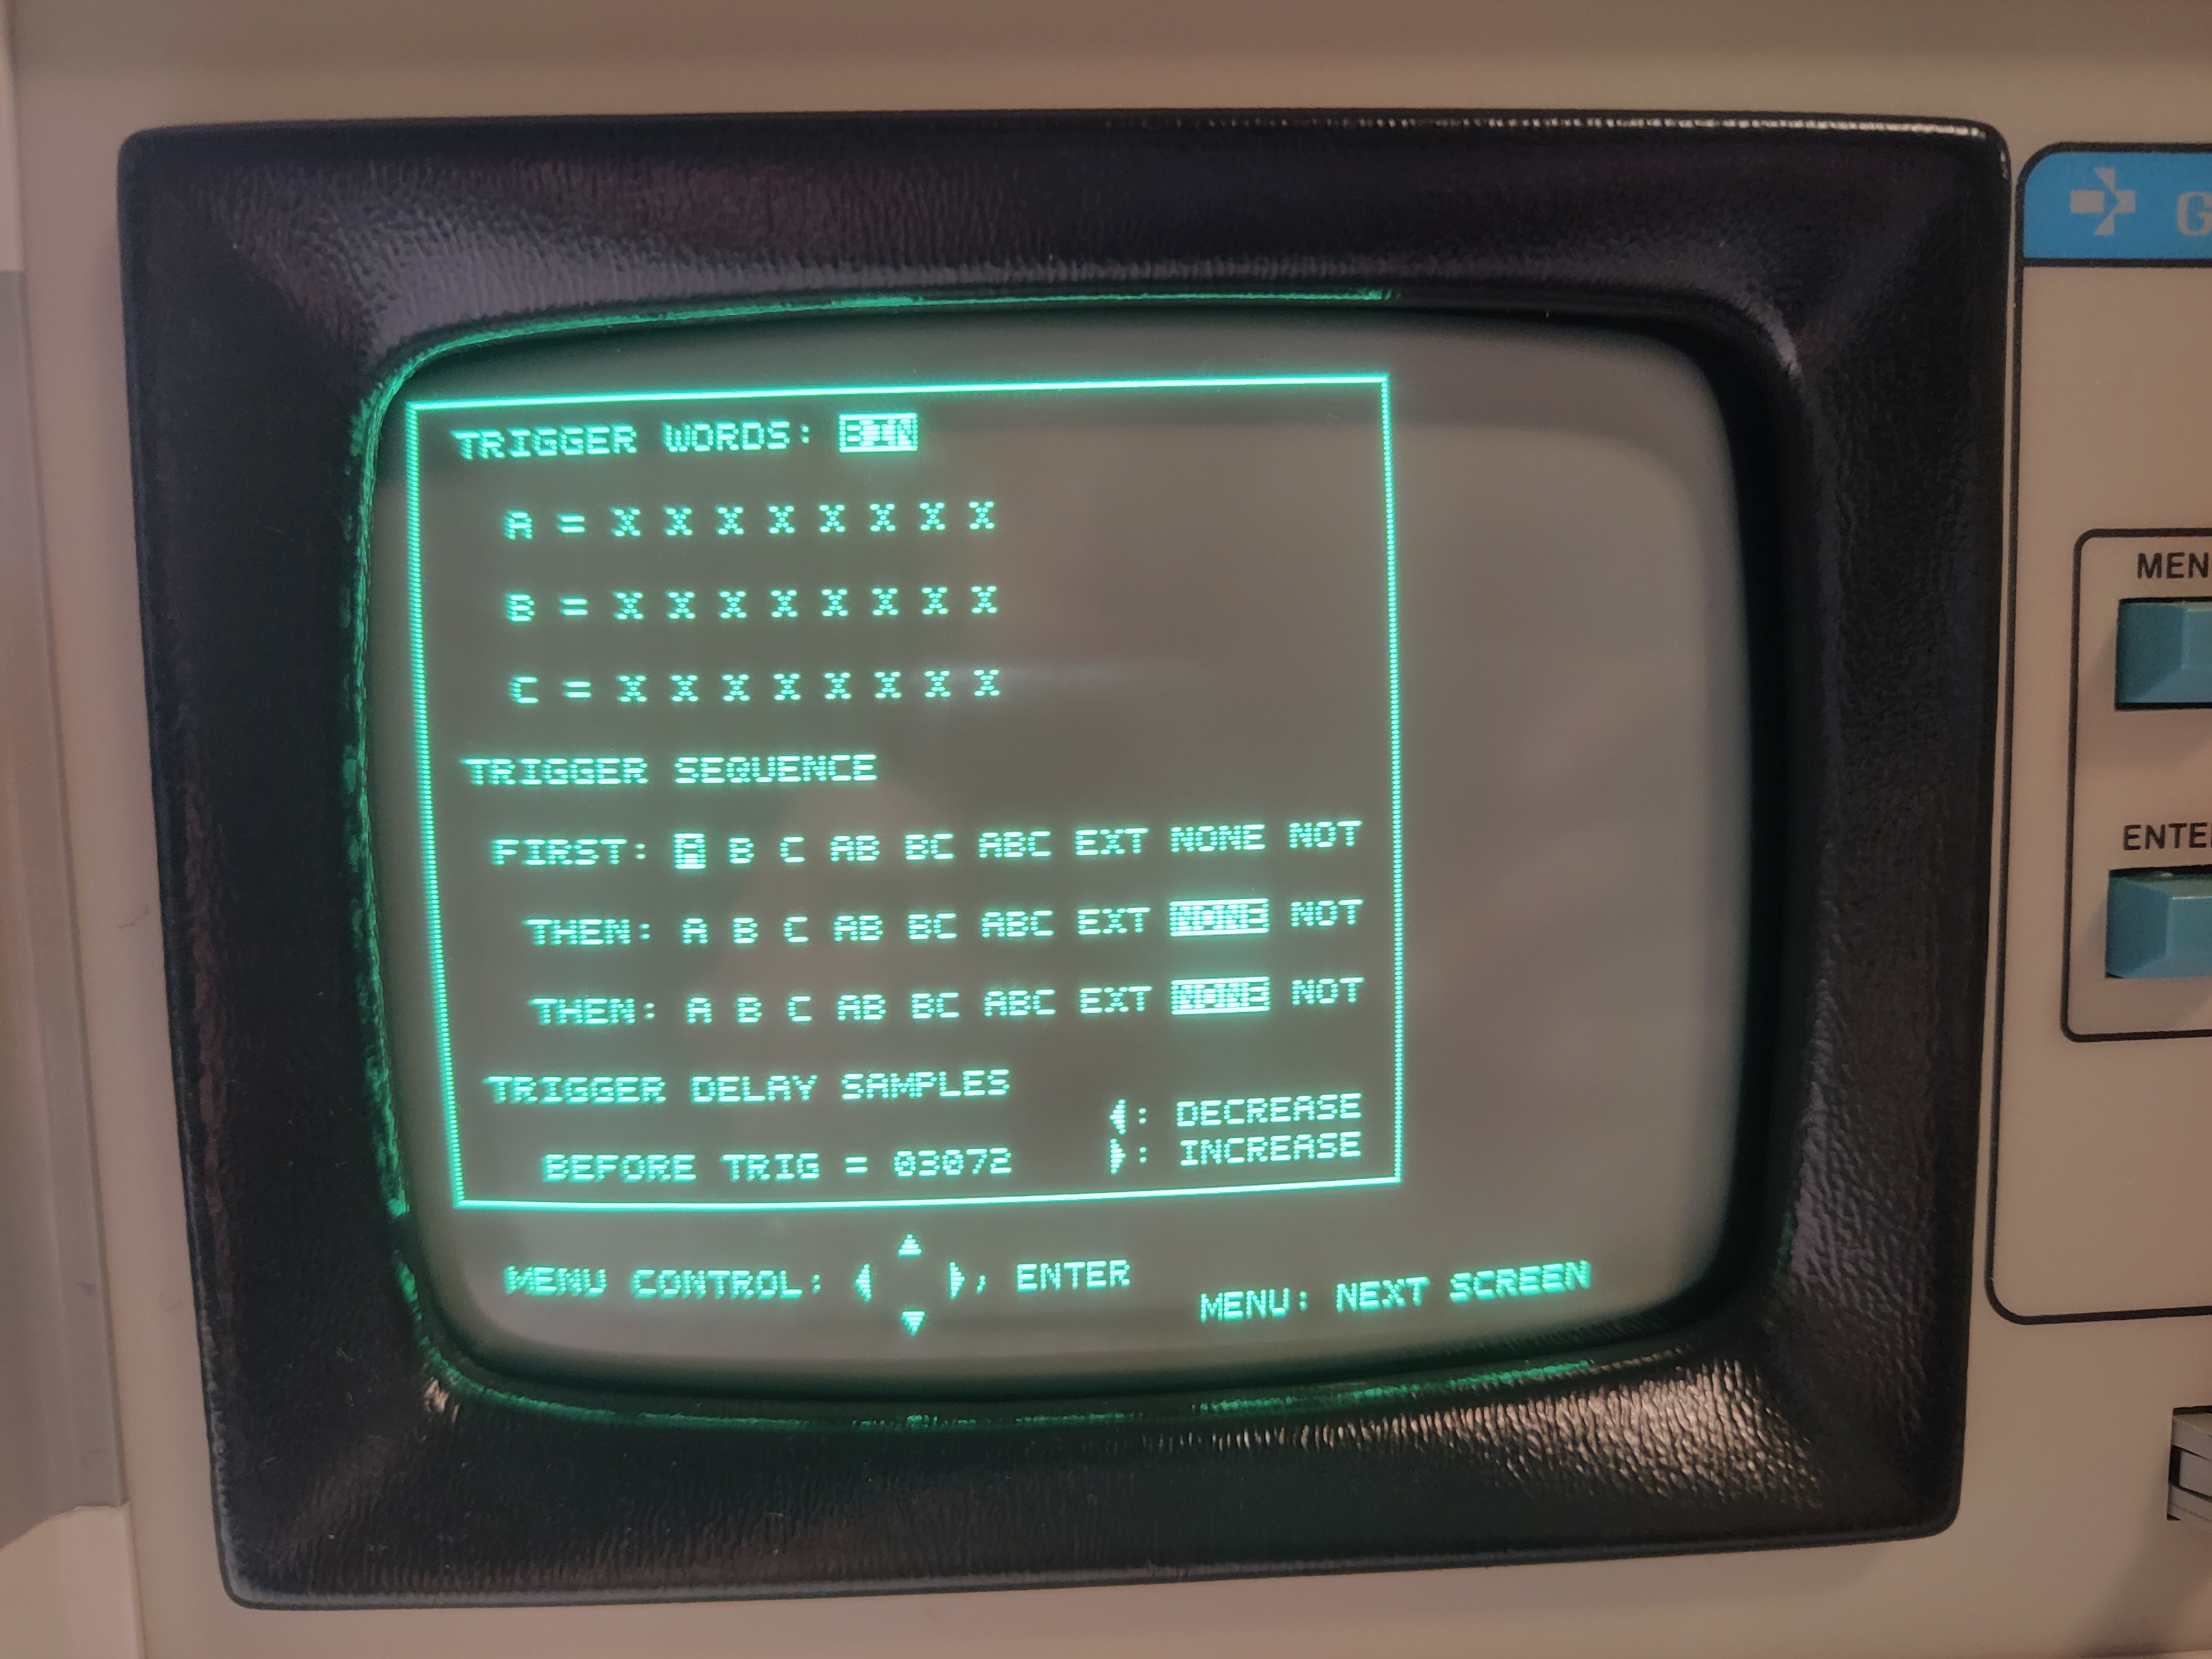 TRIGGER WORDS: BIN
A = X X X X X X X X
B = X X X X X X X X
C = X X X X X X X X
TRIGGER SEQUENCE
FIRST: A B C AB BC ABC EXT NONE NOT
THEN: A B C AB BC ABC EXT NONE NOT
THEN: A B C AB BC ABC EXT NONE NOT
TRIGGER DELAY SAMPLES
◀: DECREASE
BEFORE TRIG = 03072 ▶: INCREASE
MENU CONTROL: ◀ ▲ ▼ ▶, ENTER
MENU: NEXT SCREEN
G
MEN
ENTE